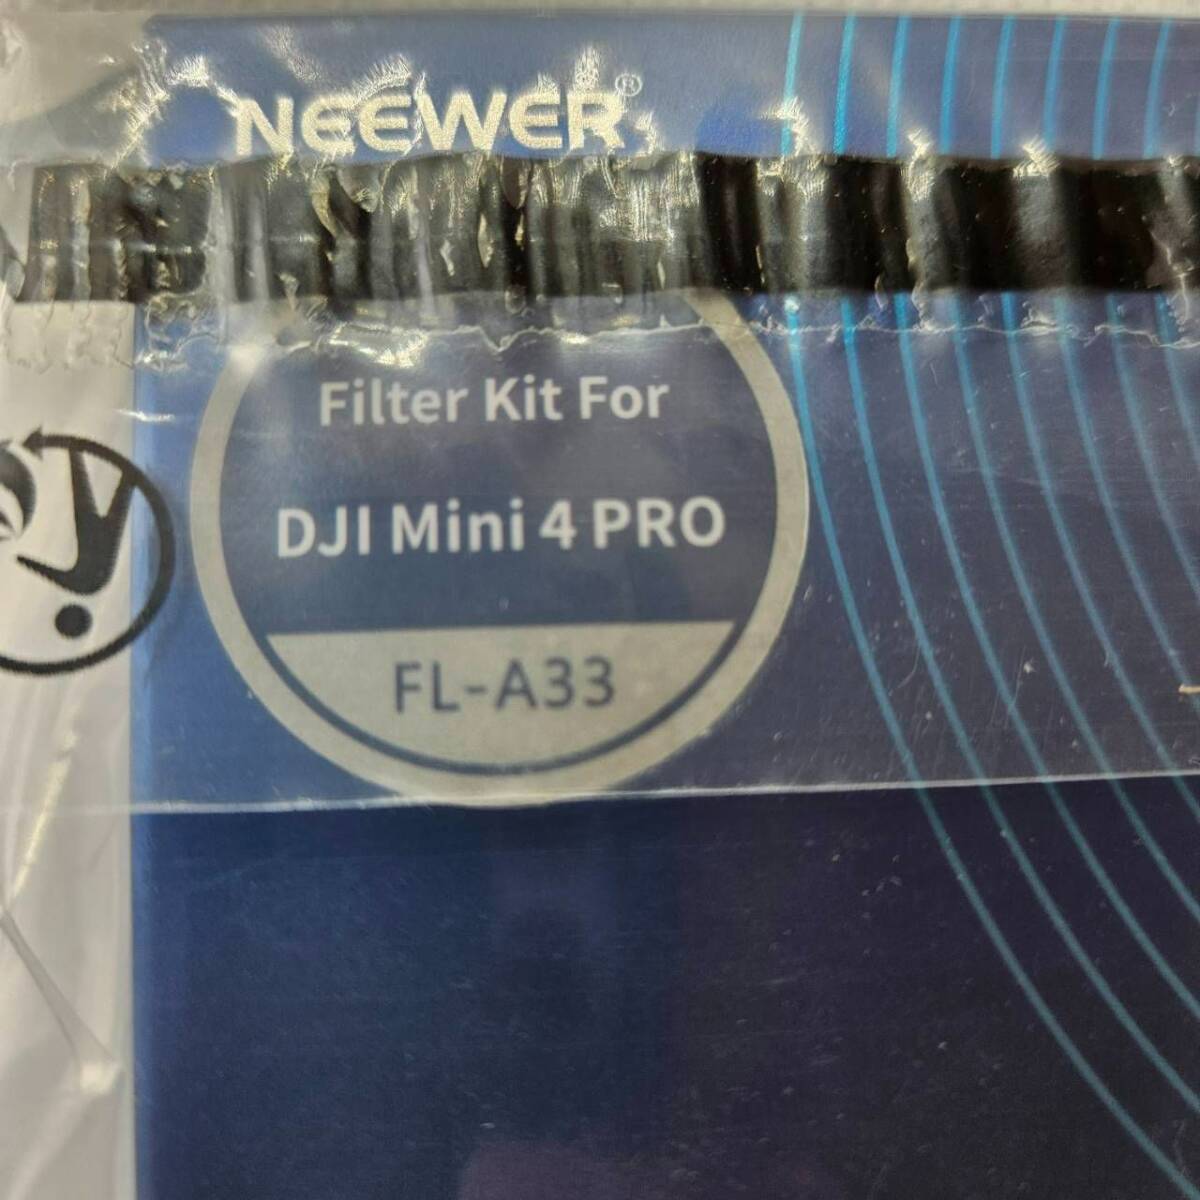 NEEWER®
Filter Kit For
DJI Mini 4 PRO
FL-A33